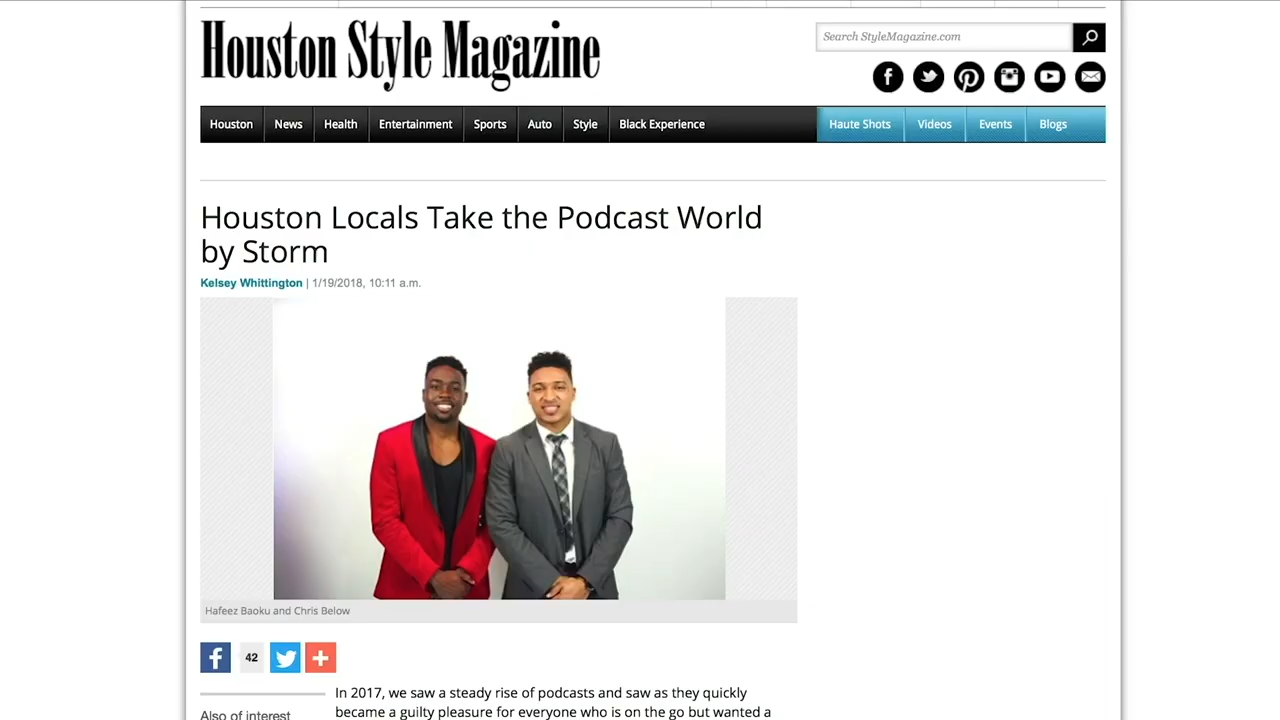 Houston Style Magazine
Search StyleMagazine.com
Houston News Health Entertainment Sports Auto Style Black Experience Haute Shots Videos Events Blogs
Houston Locals Take the Podcast World
by Storm
Kelsey Whittington | 1/19/2018, 10:11 a.m.
Hafeez Baoku and Chris Below
42
In 2017, we saw a steady rise of podcasts and saw as they quickly
became a guilty pleasure for everyone who is on the go but wanted a
Also of interest